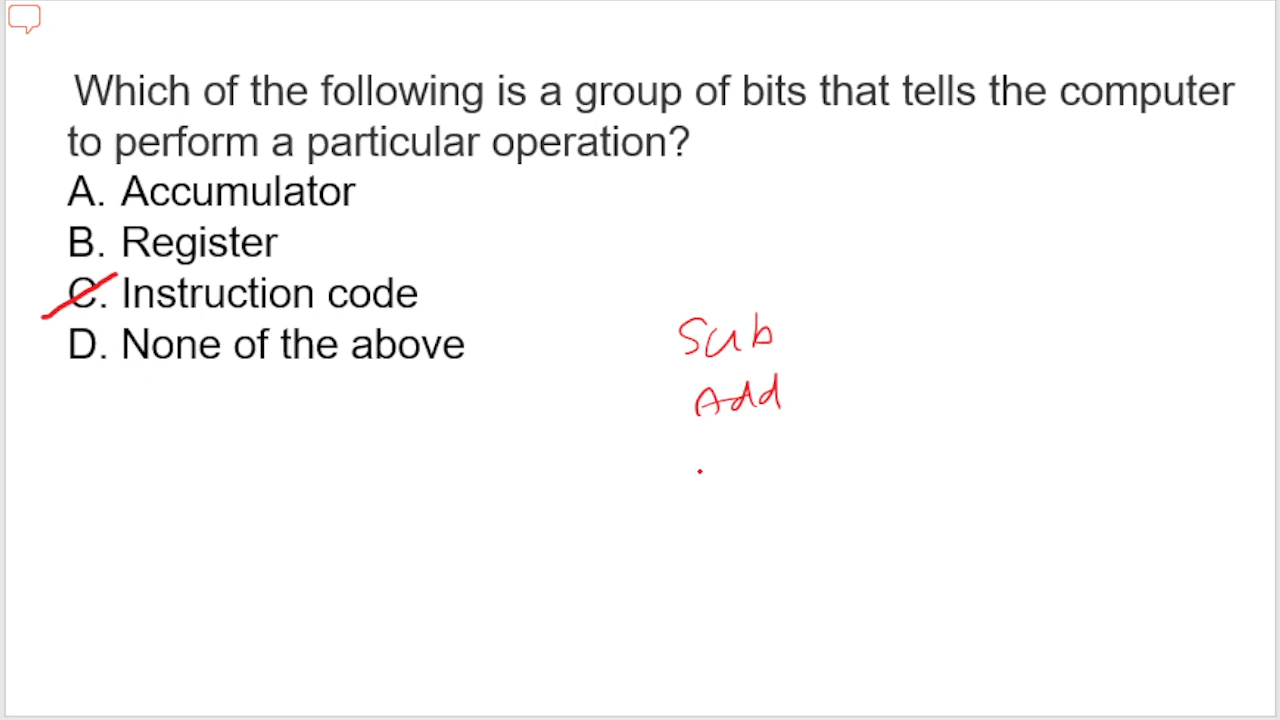 Which of the following is a group of bits that tells the computer
to perform a particular operation?
A. Accumulator
B. Register
C. Instruction code
D. None of the above
Sub
Add